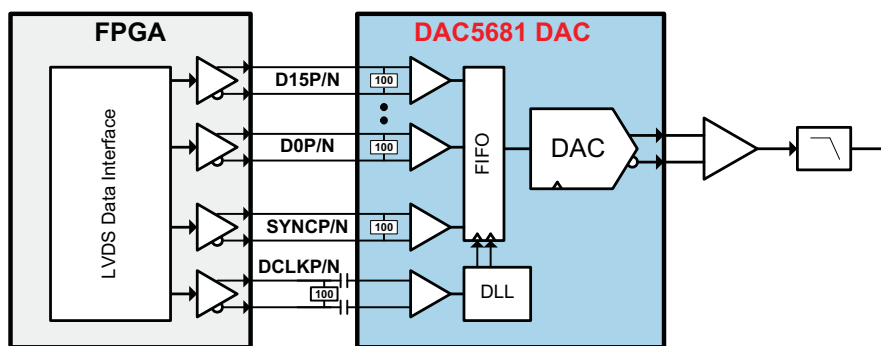 FPGA
DAC5681 DAC
LVDS Data Interface
D15P/N
100
D0P/N
100
SYNCP/N
100
DCLKP/N
100
FIFO
DLL
DAC